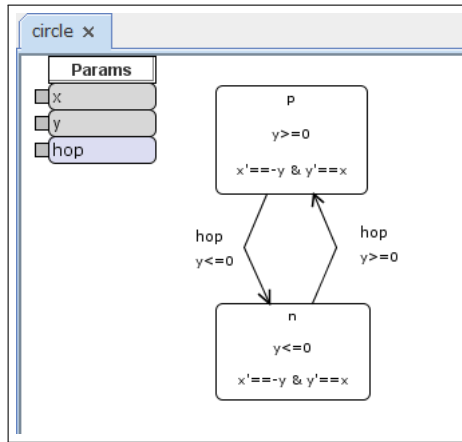 circle ×
Params
x
y
hop
p
y>=0
x'==-y & y'==x
hop
y<=0
hop
y>=0
n
y<=0
x'==-y & y'==x